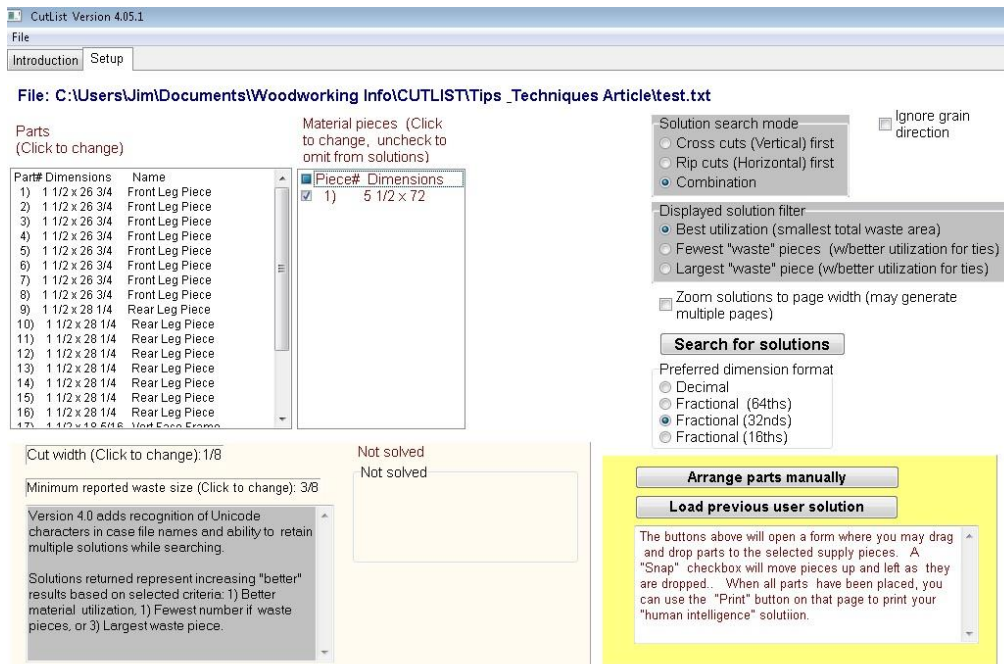 CutList Version 4.05.1
File
Introduction Setup
File: C:\Users\Jim\Documents\Woodworking Info\CUTLIST\Tips _Techniques Article\test.txt
Parts
(Click to change)
Part# Dimensions Name
1) 1 1/2 x 26 3/4 Front Leg Piece
2) 1 1/2 x 26 3/4 Front Leg Piece
3) 1 1/2 x 26 3/4 Front Leg Piece
4) 1 1/2 x 26 3/4 Front Leg Piece
5) 1 1/2 x 26 3/4 Front Leg Piece
6) 1 1/2 x 26 3/4 Front Leg Piece
7) 1 1/2 x 26 3/4 Front Leg Piece
8) 1 1/2 x 26 3/4 Front Leg Piece
9) 1 1/2 x 28 1/4 Rear Leg Piece
10) 1 1/2 x 28 1/4 Rear Leg Piece
11) 1 1/2 x 28 1/4 Rear Leg Piece
12) 1 1/2 x 28 1/4 Rear Leg Piece
13) 1 1/2 x 28 1/4 Rear Leg Piece
14) 1 1/2 x 28 1/4 Rear Leg Piece
15) 1 1/2 x 28 1/4 Rear Leg Piece
16) 1 1/2 x 28 1/4 Rear Leg Piece
17) 1 1/2 x 18 5/16 Vert Face Frame
Material pieces (Click
to change, uncheck to
omit from solutions)
Piece# Dimensions
1) 5 1/2 x 72
Solution search mode
Cross cuts (Vertical) first
Rip cuts (Horizontal) first
Combination
Ignore grain
direction
Displayed solution filter
Best utilization (smallest total waste area)
Fewest "waste" pieces (w/better utilization for ties)
Largest "waste" piece (w/better utilization for ties)
Zoom solutions to page width (may generate
multiple pages)
Search for solutions
Preferred dimension format
Decimal
Fractional (64ths)
Fractional (32nds)
Fractional (16ths)
Cut width (Click to change):1/8
Minimum reported waste size (Click to change): 3/8
Version 4.0 adds recognition of Unicode
characters in case file names and ability to retain
multiple solutions while searching.
Solutions returned represent increasing "better"
results based on selected criteria: 1) Better
material utilization, 1) Fewest number if waste
pieces, or 3) Largest waste piece.
Not solved
Not solved
Arrange parts manually
Load previous user solution
The buttons above will open a form where you may drag
and drop parts to the selected supply pieces. A
"Snap" checkbox will move pieces up and left as they
are dropped.. When all parts have been placed, you
can use the "Print" button on that page to print your
"human intelligence" solutiion.